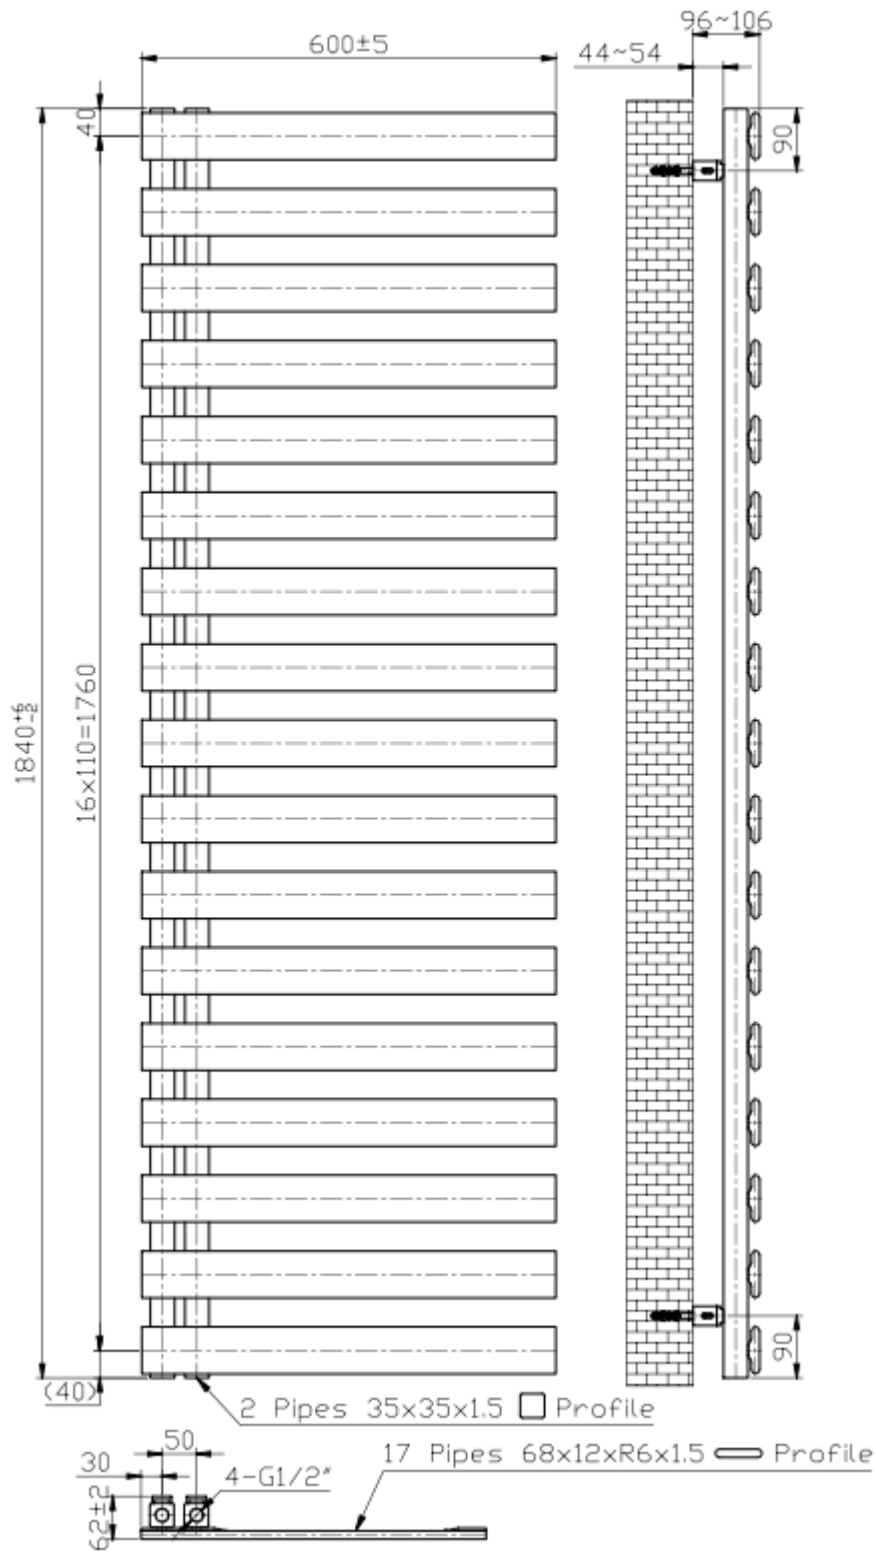 96~106
600±5
44~54
40
90
1840+6-2
16x110=1760
90
(40)
2 Pipes 35x35x1.5 Profile
50
17 Pipes 68x12xR6x1.5 Profile
30
4-G1/2"
62±2